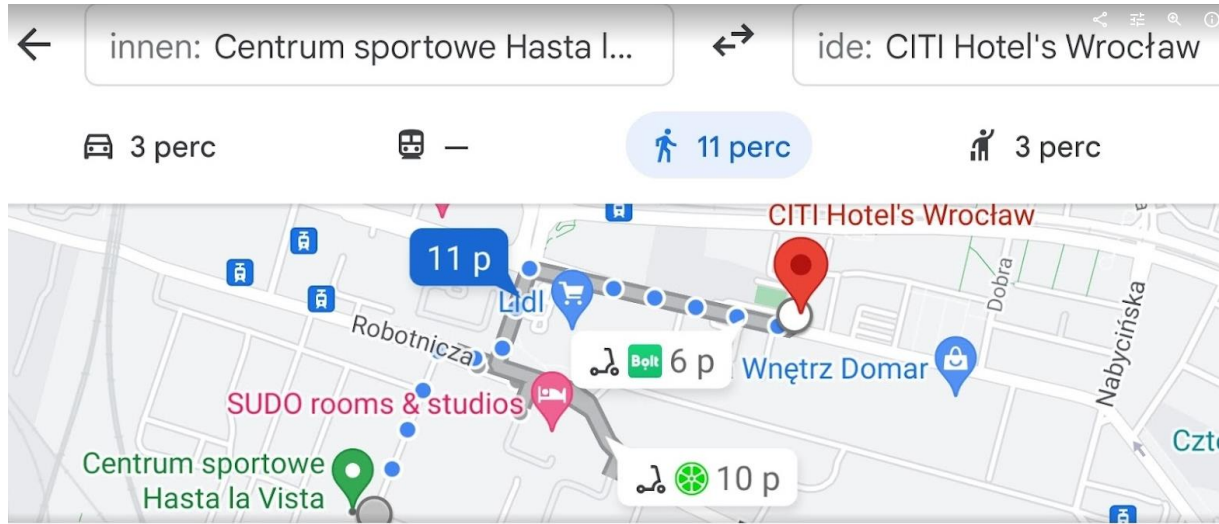 innen: Centrum sportowe Hasta l...
ide: CITI Hotel's Wrocław
3 perc
—
11 perc
3 perc
CITI Hotel's Wrocław
11 p
Lidl
Dobra
Robotnicza
Bolt 6 p
Wnętrz Domar
Nabycińska
SUDO rooms & studios
Centrum sportowe
Hasta la Vista
10 p